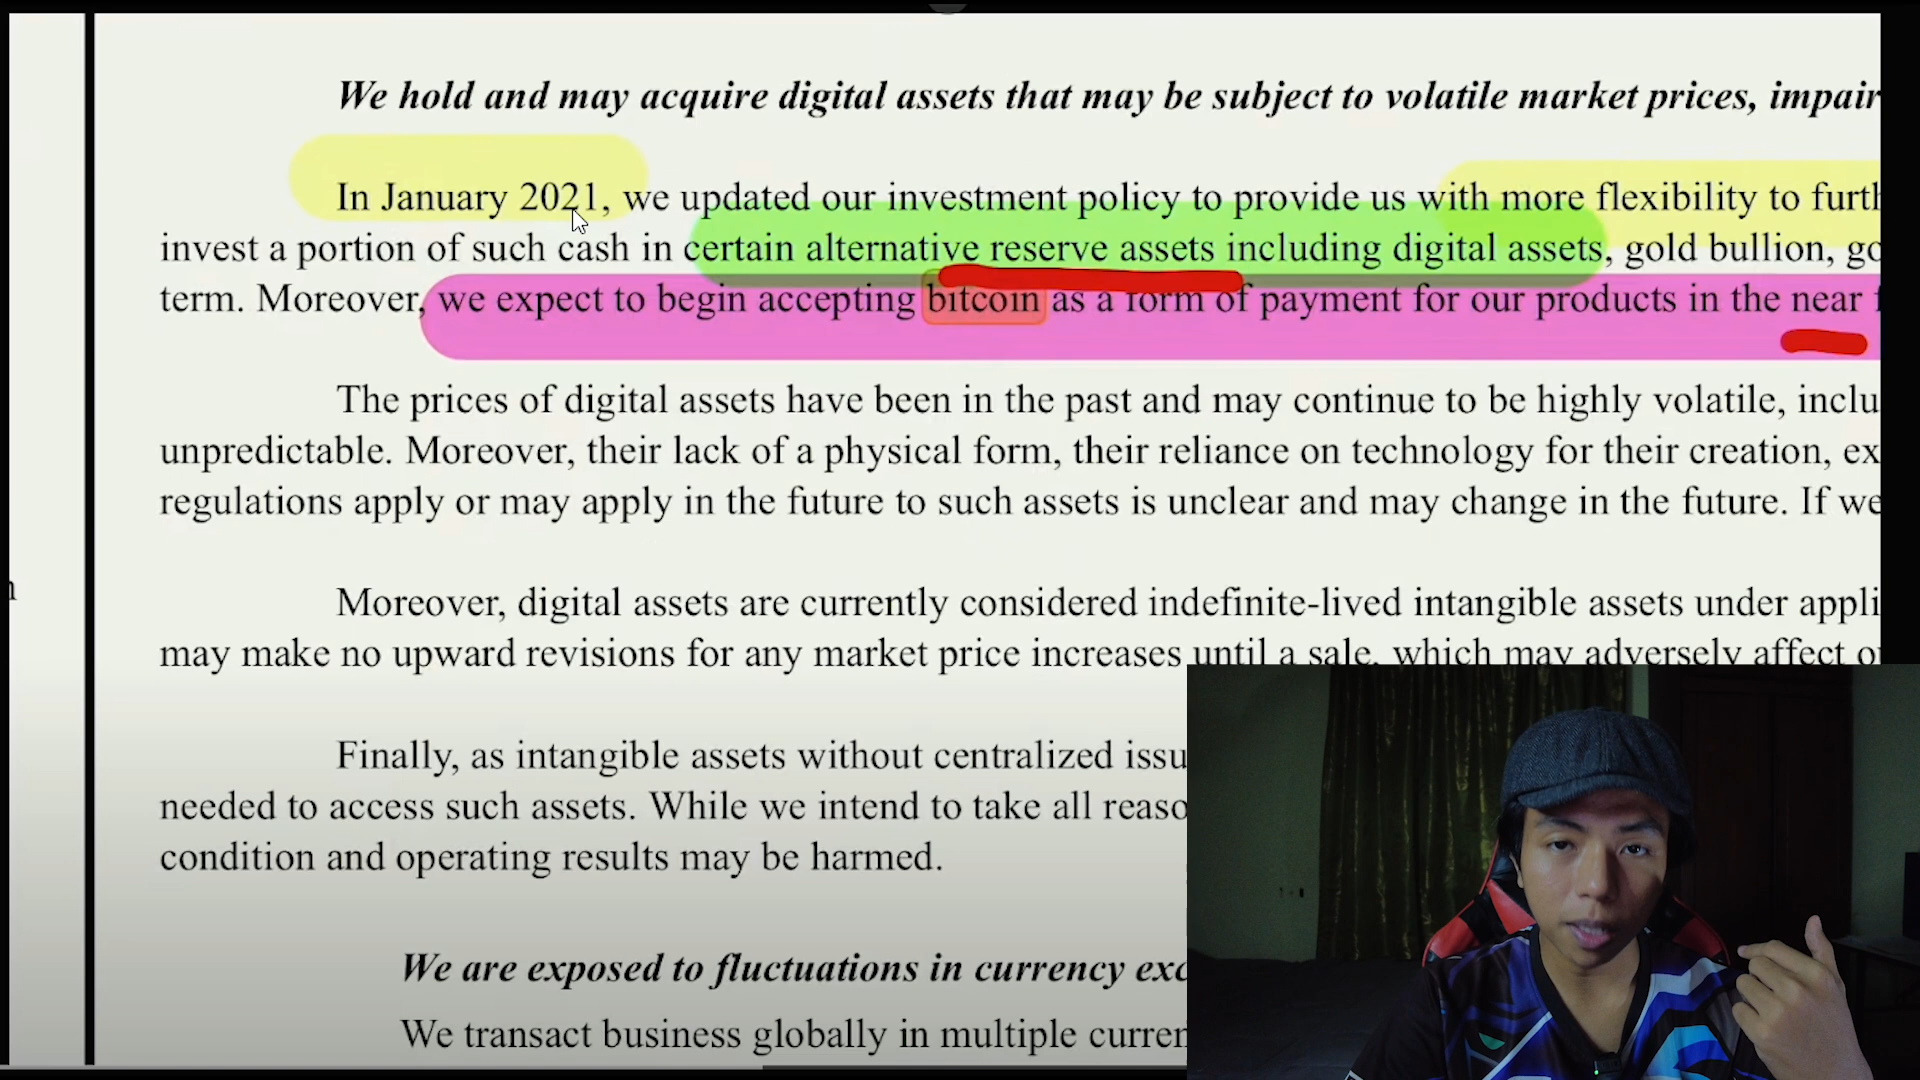 We hold and may acquire digital assets that may be subject to volatile market prices, impair
In January 2021, we updated our investment policy to provide us with more flexibility to furth
invest a portion of such cash in certain alternative reserve assets including digital assets, gold bullion, go
term. Moreover, we expect to begin accepting bitcoin as a form of payment for our products in the near f
The prices of digital assets have been in the past and may continue to be highly volatile, inclu
unpredictable. Moreover, their lack of a physical form, their reliance on technology for their creation, ex
regulations apply or may apply in the future to such assets is unclear and may change in the future. If we
n
Moreover, digital assets are currently considered indefinite-lived intangible assets under appli
may make no upward revisions for any market price increases until a sale, which may adversely affect o
Finally, as intangible assets without centralized issu
needed to access such assets. While we intend to take all reaso
condition and operating results may be harmed.
We are exposed to fluctuations in currency exc
We transact business globally in multiple curren